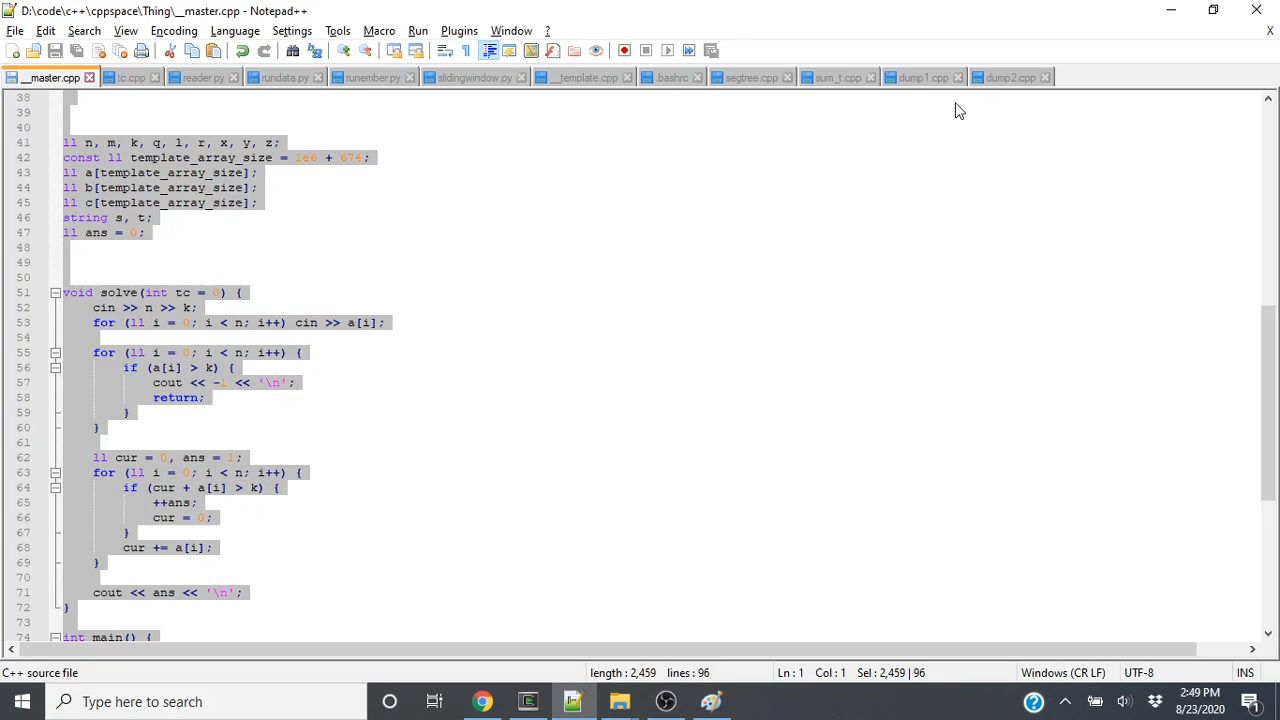 D:\code\c++\cppspace\Thing\__master.cpp - Notepad++
File Edit Search View Encoding Language Settings Tools Macro Run Plugins Window ? X
__master.cpp tc.cpp reader.py rundata.py runember.py slidingwindow.py __template.cpp .bashrc segtree.cpp sum_t.cpp dump1.cpp dump2.cpp
38
39
40
41 ll n, m, k, q, l, r, x, y, z;
42 const ll template_array_size = 1e6 + 674;
43 ll a[template_array_size];
44 ll b[template_array_size];
45 ll c[template_array_size];
46 string s, t;
47 ll ans = 0;
48
49
50
51 void solve(int tc = 0) {
52 cin >> n >> k;
53 for (ll i = 0; i < n; i++) cin >> a[i];
54
55 for (ll i = 0; i < n; i++) {
56 if (a[i] > k) {
57 cout << -1 << '\n';
58 return;
59 }
60 }
61
62 ll cur = 0, ans = 1;
63 for (ll i = 0; i < n; i++) {
64 if (cur + a[i] > k) {
65 ++ans;
66 cur = 0;
67 }
68 cur += a[i];
69 }
70
71 cout << ans << '\n';
72 }
73
74 int main() {
C++ source file length : 2,459 lines : 96 Ln : 1 Col : 1 Sel : 2,459 | 96 Windows (CR LF) UTF-8 INS
Type here to search
2:49 PM
8/23/2020